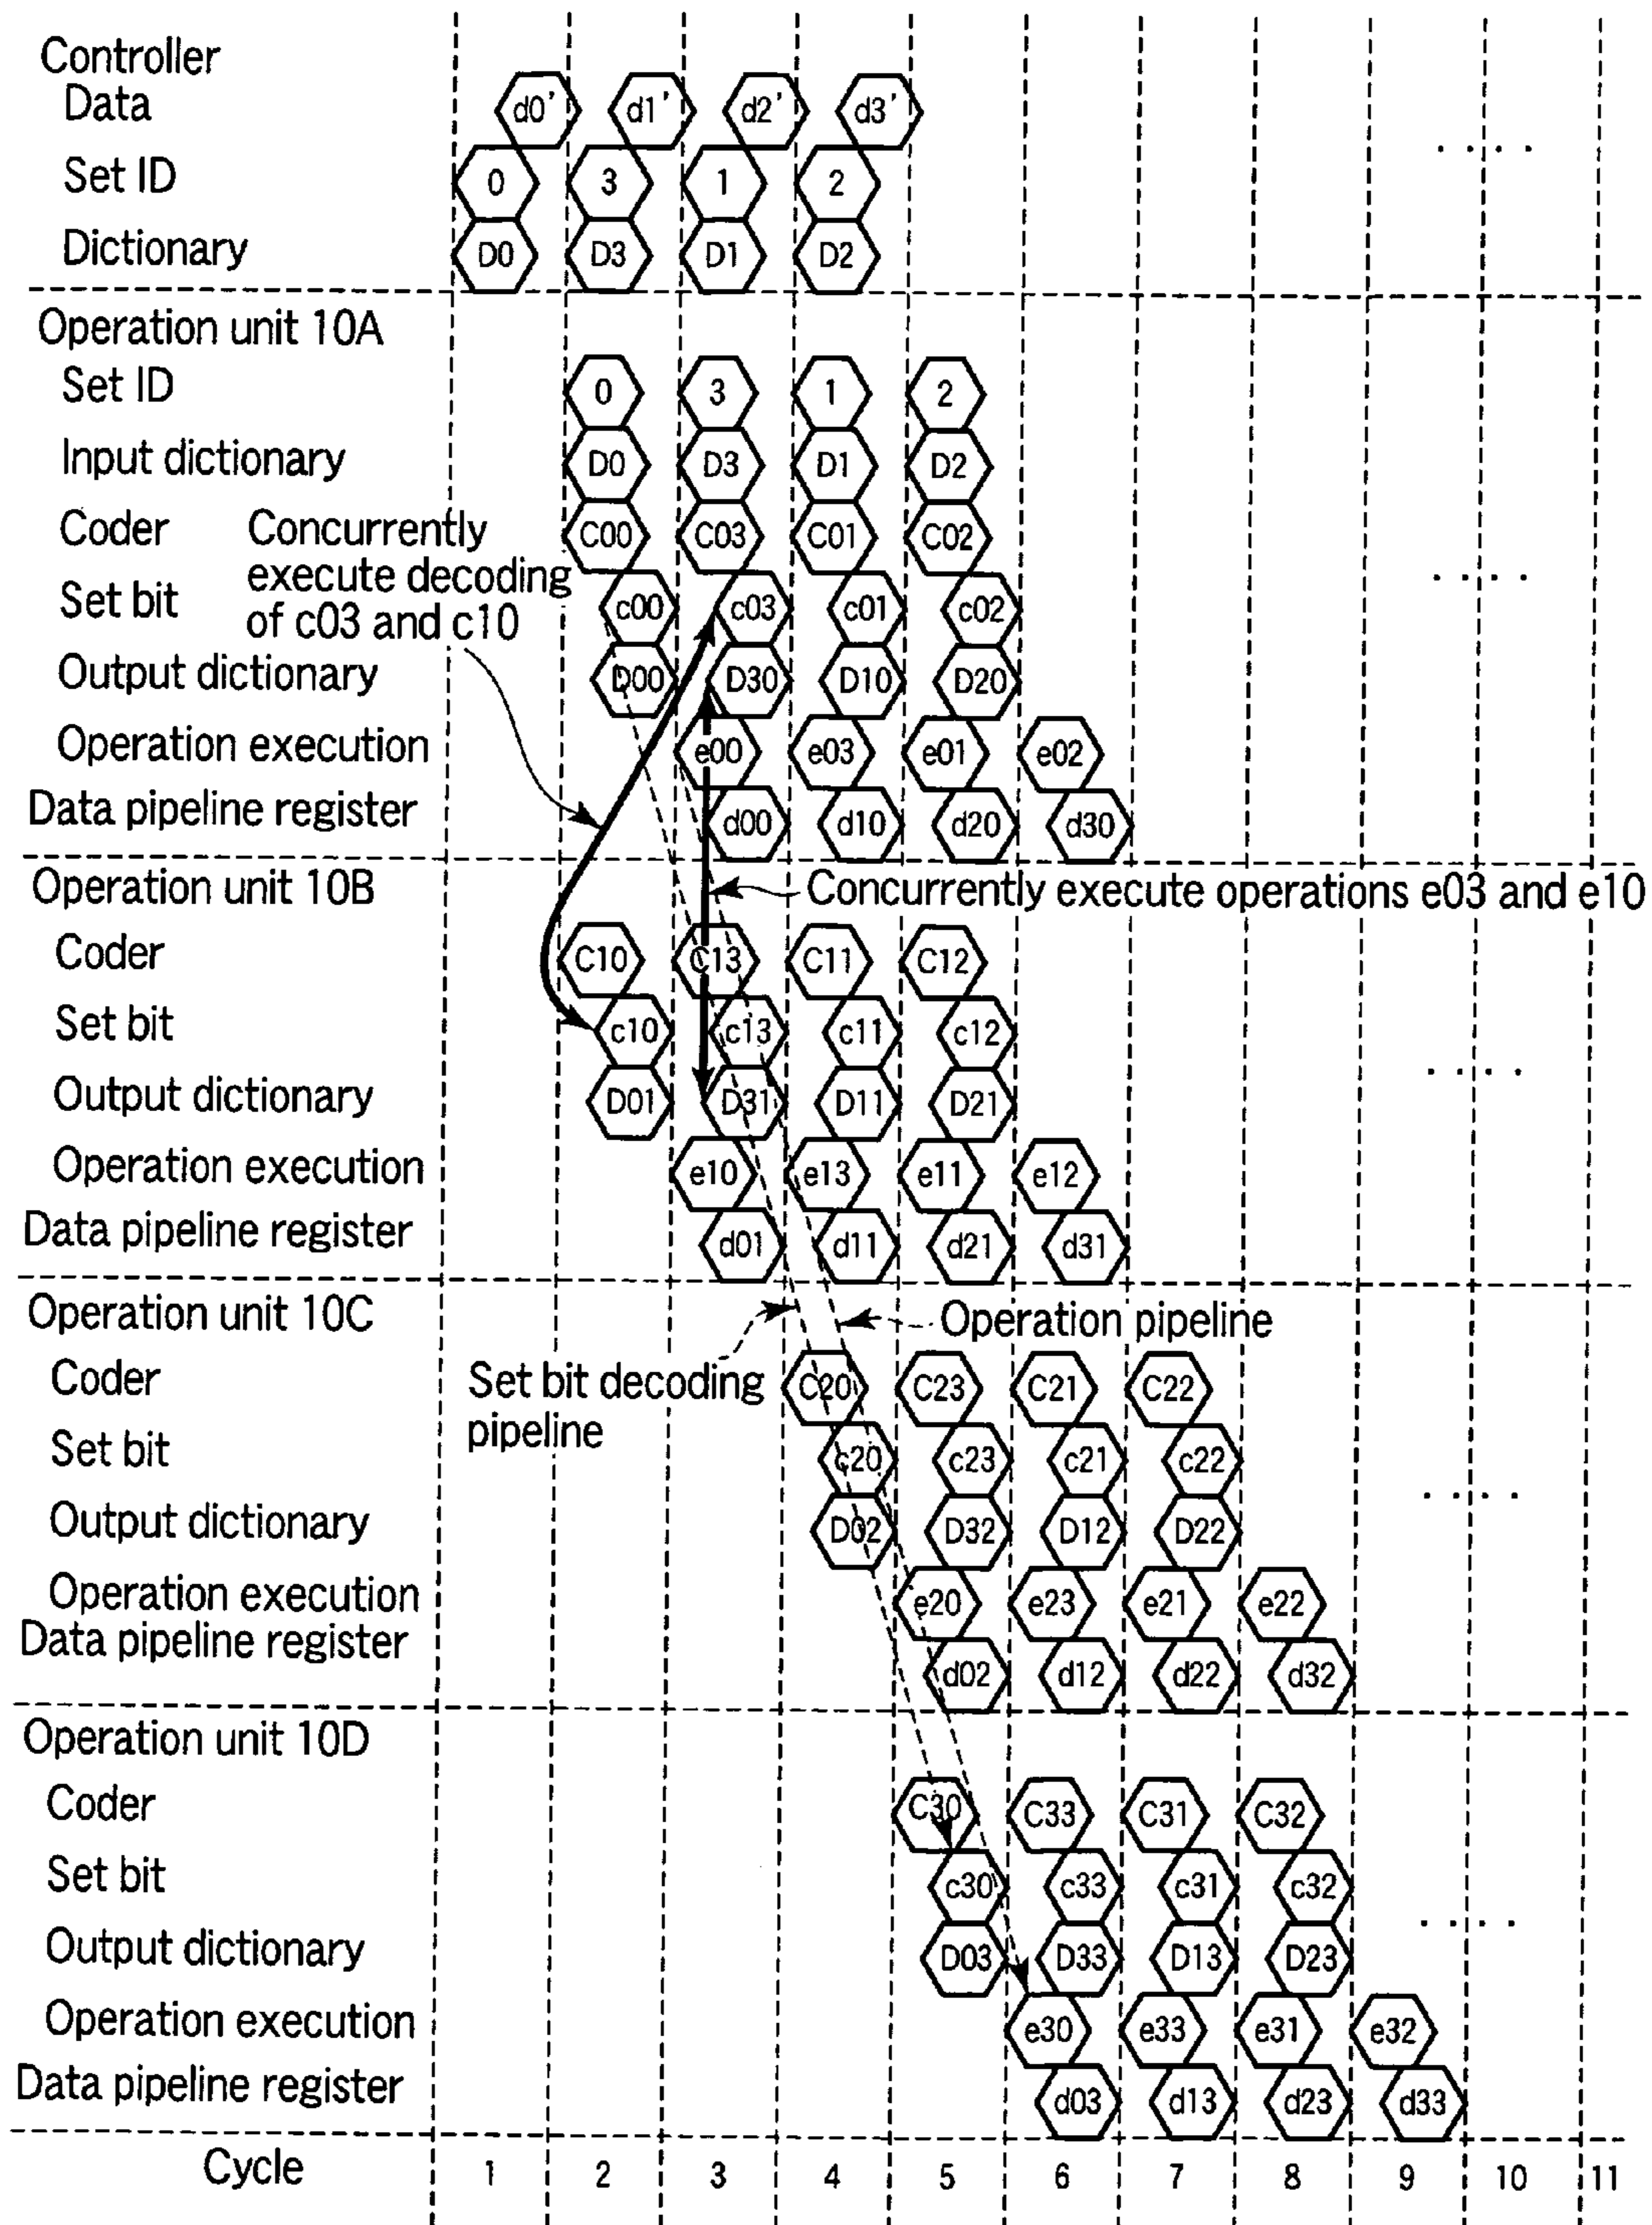 Controller
Data d0' d1' d2' d3'
Set ID 0 3 1 2 . . . .
Dictionary D0 D3 D1 D2
Operation unit 10A
Set ID 0 3 1 2
Input dictionary D0 D3 D1 D2
Coder C00 C03 C01 C02
Concurrently
execute decoding
of c03 and c10
Set bit c00 c03 c01 c02 . . . .
Output dictionary D00 D30 D10 D20
Operation execution e00 e03 e01 e02
Data pipeline register d00 d10 d20 d30
Operation unit 10B
Concurrently execute operations e03 and e10
Coder C10 C13 C11 C12
Set bit c10 c13 c11 c12
Output dictionary D01 D31 D11 D21 . . . .
Operation execution e10 e13 e11 e12
Data pipeline register d01 d11 d21 d31
Operation unit 10C
Operation pipeline
Set bit decoding
pipeline
Coder C20 C23 C21 C22
Set bit c20 c23 c21 c22 . . . .
Output dictionary D02 D32 D12 D22
Operation execution e20 e23 e21 e22
Data pipeline register d02 d12 d22 d32
Operation unit 10D
Coder C30 C33 C31 C32
Set bit c30 c33 c31 c32 . . . .
Output dictionary D03 D33 D13 D23
Operation execution e30 e33 e31 e32
Data pipeline register d03 d13 d23 d33
Cycle 1 2 3 4 5 6 7 8 9 10 11